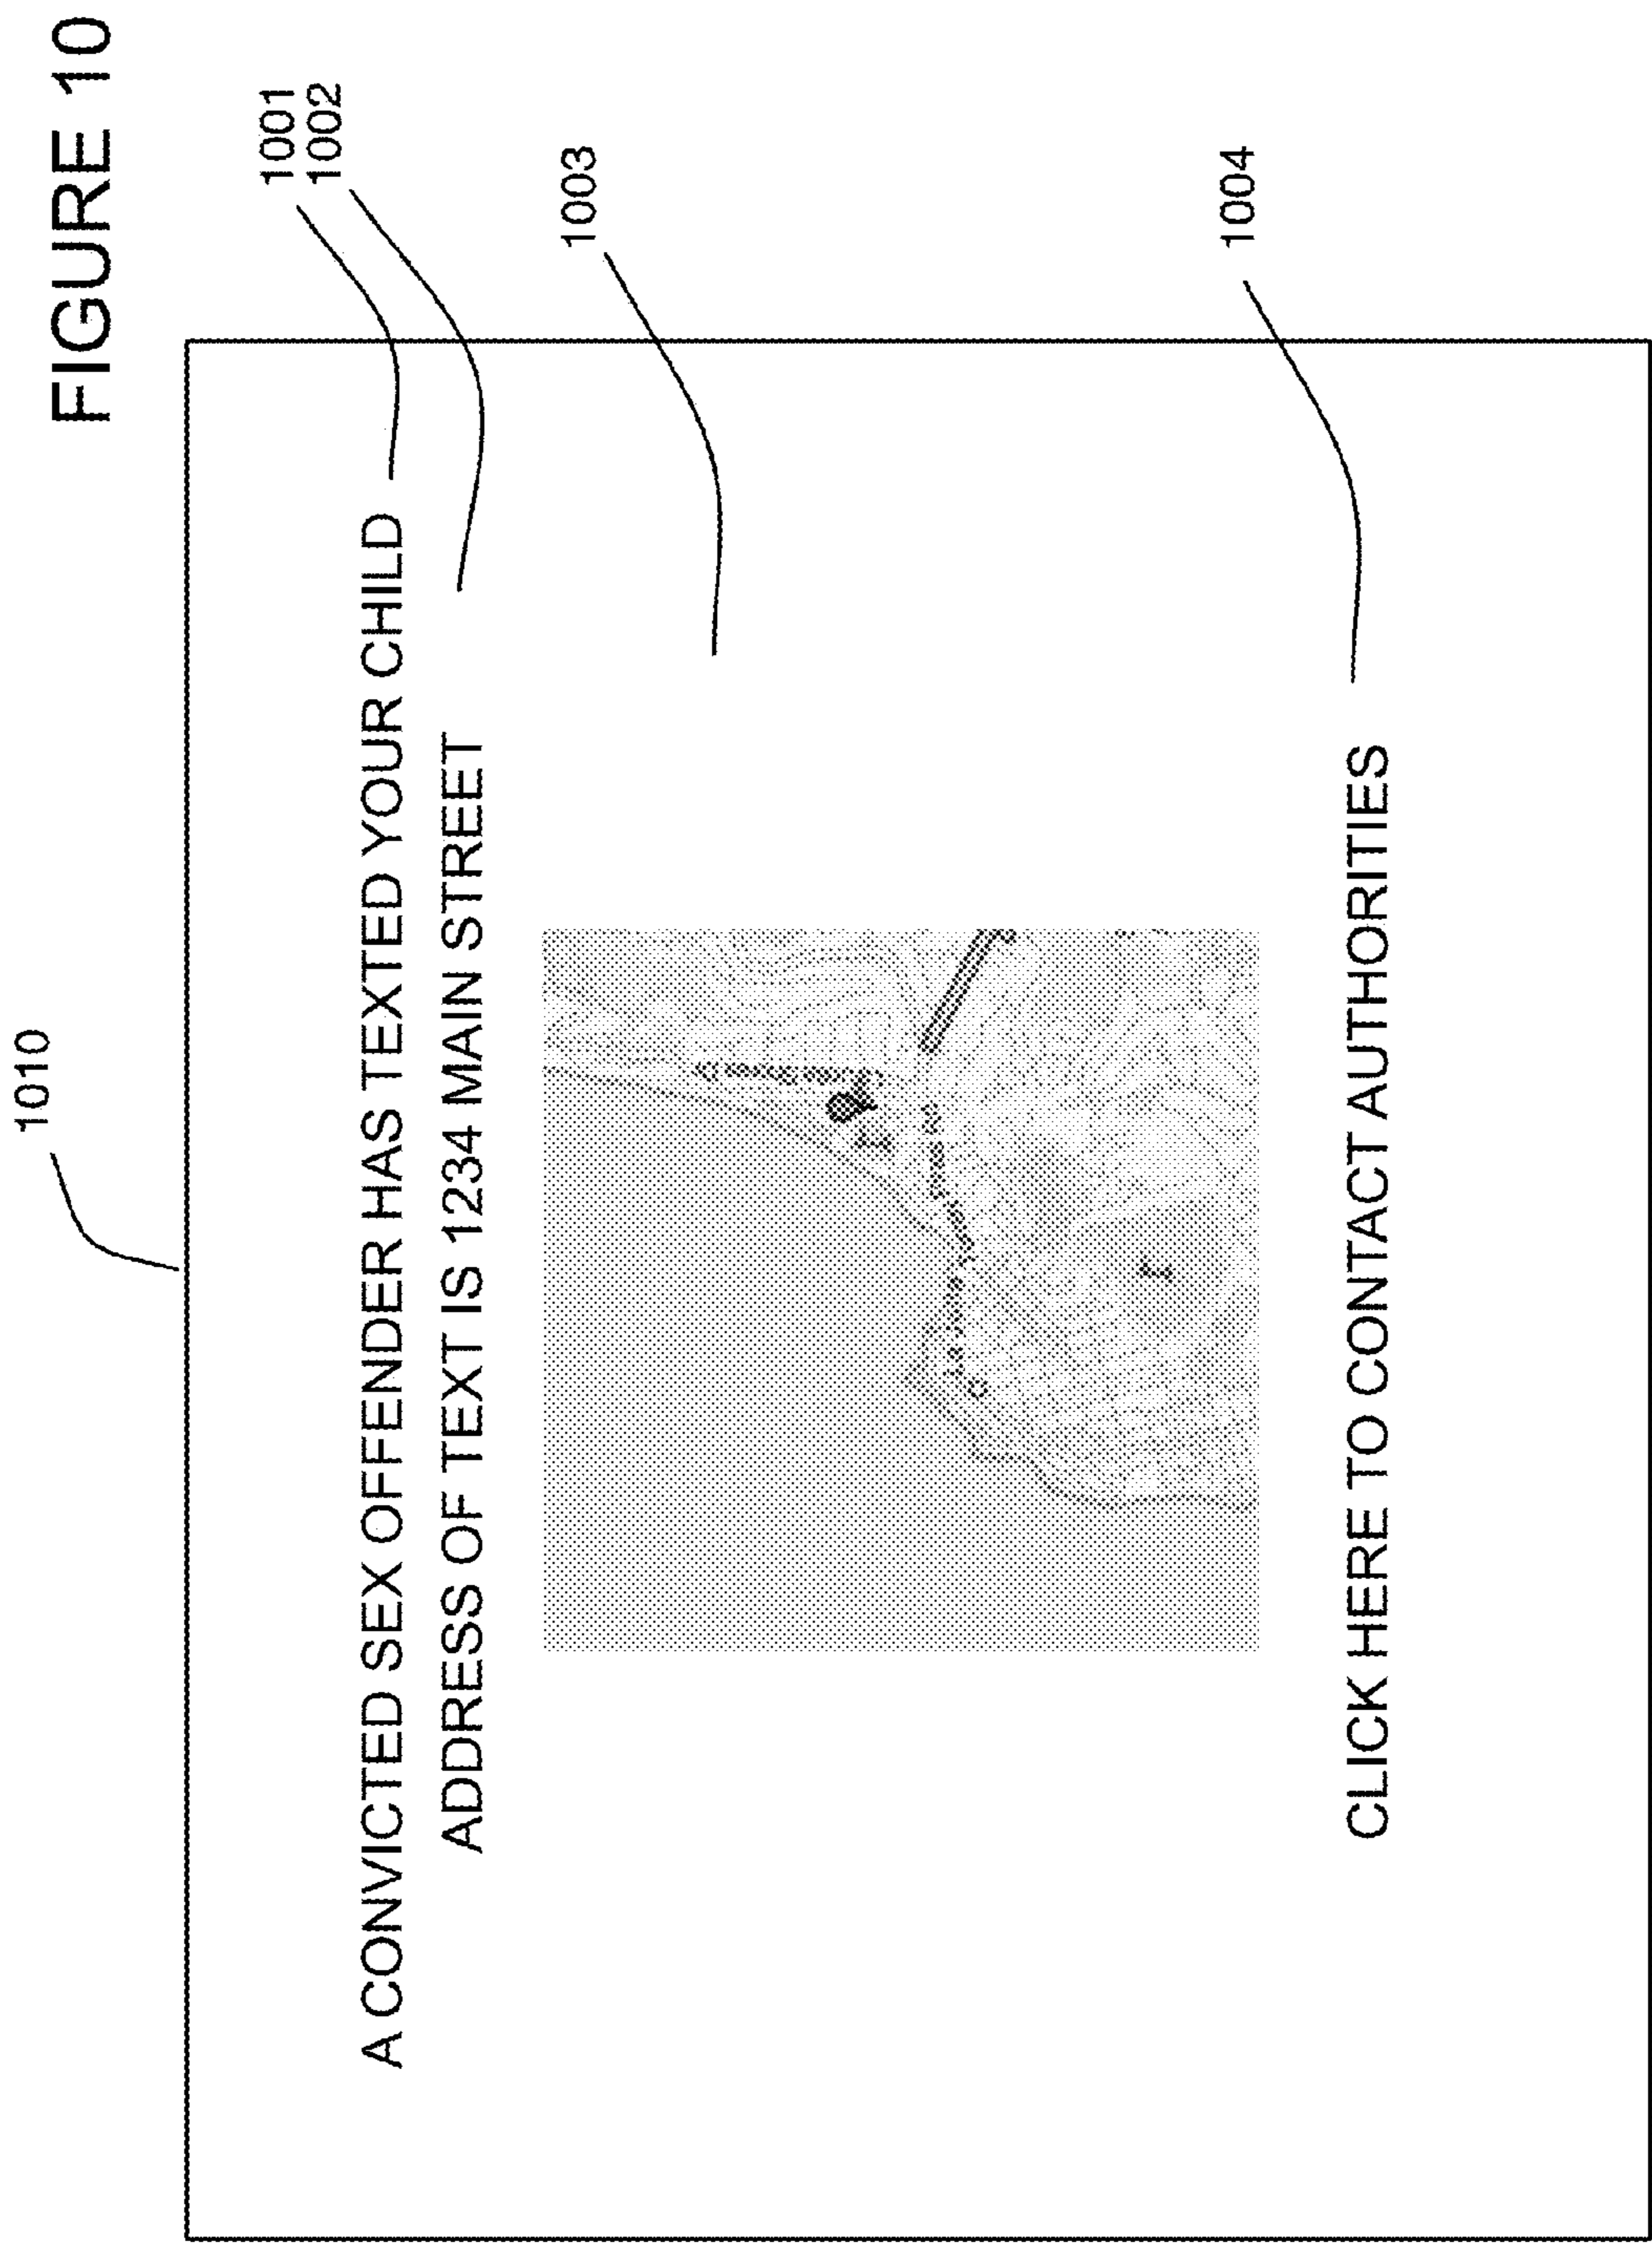 FIGURE 10
1010
1001
1002
A CONVICTED SEX OFFENDER HAS TEXTED YOUR CHILD
ADDRESS OF TEXT IS 1234 MAIN STREET
1003
1004
CLICK HERE TO CONTACT AUTHORITIES